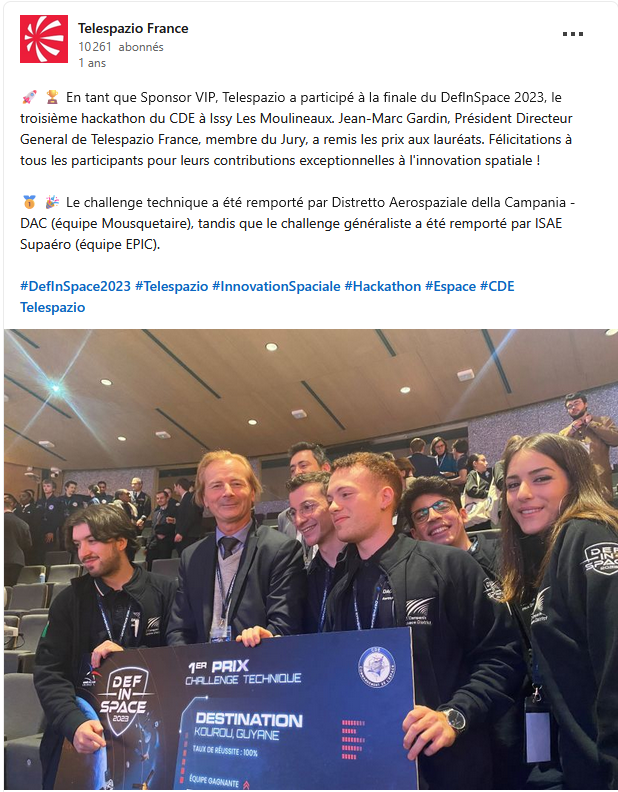 Telespazio France
10 261 abonnés
1 ans
🚀 🏆 En tant que Sponsor VIP, Telespazio a participé à la finale du DefInSpace 2023, le
troisième hackathon du CDE à Issy Les Moulineaux. Jean-Marc Gardin, Président Directeur
General de Telespazio France, membre du Jury, a remis les prix aux lauréats. Félicitations à
tous les participants pour leurs contributions exceptionnelles à l'innovation spatiale !
🏅 🎉 Le challenge technique a été remporté par Distretto Aerospaziale della Campania -
DAC (équipe Mousquetaire), tandis que le challenge généraliste a été remporté par ISAE
Supaéro (équipe EPIC).
#DefInSpace2023 #Telespazio #InnovationSpaciale #Hackathon #Espace #CDE
Telespazio
DEF
IN
SPACE
DEF
IN
SPACE
2023
1ER PRIX
CHALLENGE TECHNIQUE
CDE
DESTINATION
KOUROU, GUYANE
TAUX DE RÉUSSITE : 100%
ÉQUIPE GAGNANTE